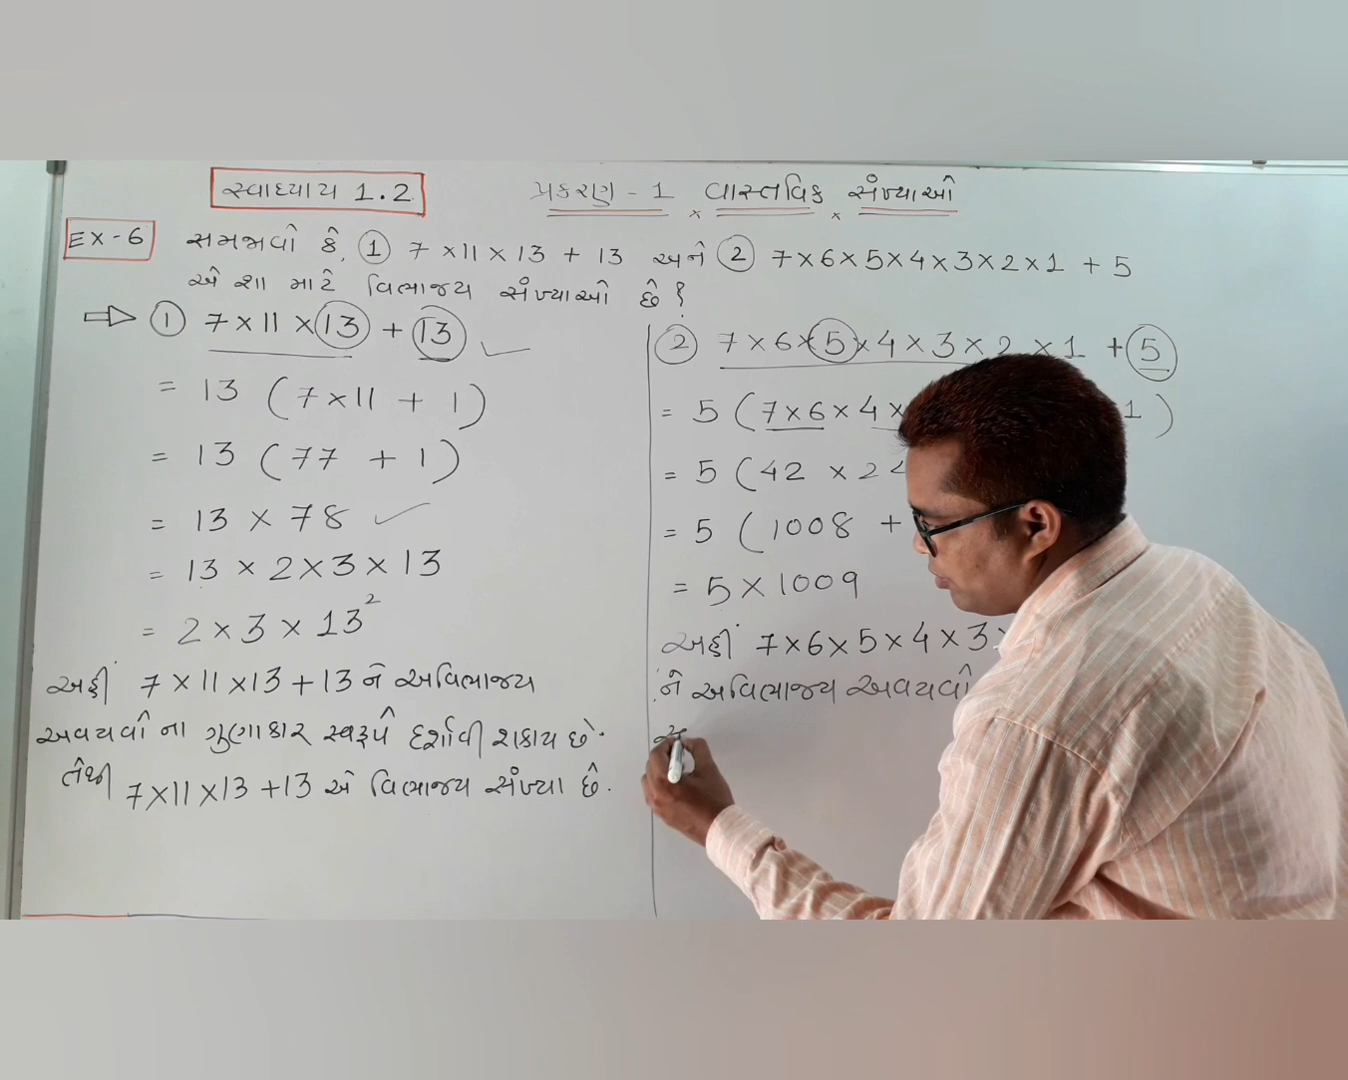 સ્વાધ્યાય 1.2
પ્રકરણ - 1 વાસ્તવિક સંખ્યાઓ
EX-6 સમજાવો કે, ① 7 × 11 × 13 + 13 અને ② 7 × 6 × 5 × 4 × 3 × 2 × 1 + 5
એ શા માટે વિભાજ્ય સંખ્યાઓ છે ?
⇨ ① 7 × 11 × 13 + 13 ✓
= 13 (7 × 11 + 1)
= 13 (77 + 1)
= 13 × 78 ✓
= 13 × 2 × 3 × 13
= 2 × 3 × 13²
અહીં 7 × 11 × 13 + 13 ને અવિભાજ્ય
અવયવો ના ગુણાકાર સ્વરૂપે દર્શાવી શકાય છે.
તેથી 7 × 11 × 13 + 13 એ વિભાજ્ય સંખ્યા છે.
② 7 × 6 × 5 × 4 × 3 × 2 × 1 + 5
= 5 (7 × 6 × 4 × 1)
= 5 (42 × 24
= 5 (1008 +
= 5 × 1009
અહીં 7 × 6 × 5 × 4 × 3 ×
ને અવિભાજ્ય અવયવો